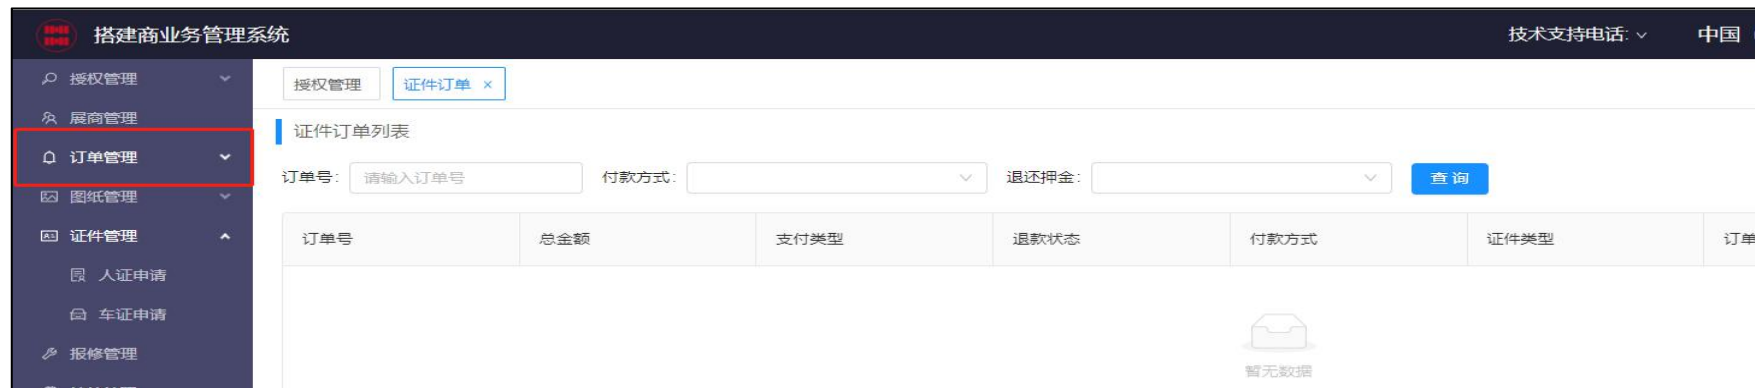 搭建商业务管理系统 技术支持电话: 中国
授权管理
展商管理
订单管理
图纸管理
证件管理
人证申请
车证申请
报修管理
授权管理 证件订单 ×
证件订单列表
订单号: 请输入订单号 付款方式: 退还押金: 查询
订单号 总金额 支付类型 退款状态 付款方式 证件类型 订单
暂无数据